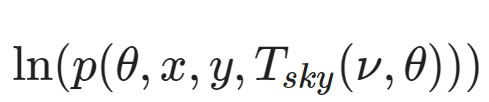 ln(p(θ, x, y, T_{sky}(ν, θ)))